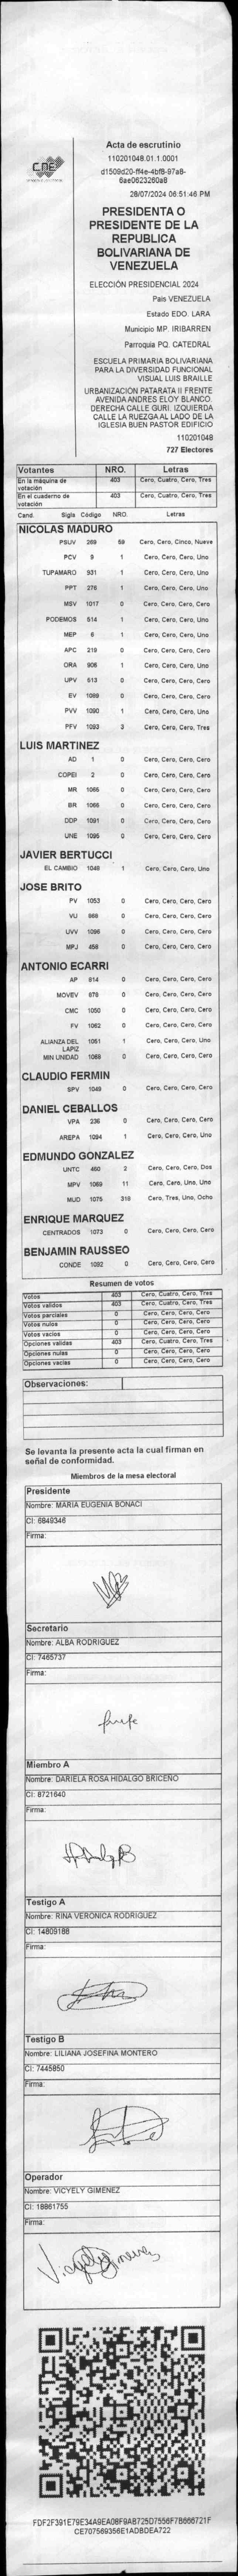 CNE
Acta de escrutinio
110201048.01.1.0001
d1509d20-ff4e-4bf8-97a8-
6ae0623260a8
28/07/2024 06:51:46 PM
PRESIDENTA O
PRESIDENTE DE LA
REPUBLICA
BOLIVARIANA DE
VENEZUELA
ELECCIÓN PRESIDENCIAL 2024
País VENEZUELA
Estado EDO. LARA
Municipio MP. IRIBARREN
Parroquia PQ. CATEDRAL
ESCUELA PRIMARIA BOLIVARIANA
PARA LA DIVERSIDAD FUNCIONAL
VISUAL LUIS BRAILLE
URBANIZACIÓN PATARATA II FRENTE
AVENIDA ANDRES ELOY BLANCO.
DERECHA CALLE GURI. IZQUIERDA
CALLE LA RUEZGA AL LADO DE LA
IGLESIA BUEN PASTOR EDIFICIO
110201048
727 Electores
Votantes NRO. Letras
En la máquina de votación 403 Cero, Cuatro, Cero, Tres
En el cuaderno de votación 403 Cero, Cuatro, Cero, Tres
Cand. Sigla Código NRO. Letras
NICOLAS MADURO
PSUV 269 59 Cero, Cero, Cinco, Nueve
PCV 9 1 Cero, Cero, Cero, Uno
TUPAMARO 931 1 Cero, Cero, Cero, Uno
PPT 276 1 Cero, Cero, Cero, Uno
MSV 1017 0 Cero, Cero, Cero, Cero
PODEMOS 514 1 Cero, Cero, Cero, Uno
MEP 6 1 Cero, Cero, Cero, Uno
APC 219 0 Cero, Cero, Cero, Cero
ORA 906 1 Cero, Cero, Cero, Uno
UPV 613 0 Cero, Cero, Cero, Cero
EV 1089 0 Cero, Cero, Cero, Cero
PVV 1090 1 Cero, Cero, Cero, Uno
PFV 1093 3 Cero, Cero, Cero, Tres
LUIS MARTINEZ
AD 1 0 Cero, Cero, Cero, Cero
COPEI 2 0 Cero, Cero, Cero, Cero
MR 1065 0 Cero, Cero, Cero, Cero
BR 1066 0 Cero, Cero, Cero, Cero
DDP 1091 0 Cero, Cero, Cero, Cero
UNE 1095 0 Cero, Cero, Cero, Cero
JAVIER BERTUCCI
EL CAMBIO 1048 1 Cero, Cero, Cero, Uno
JOSE BRITO
PV 1053 0 Cero, Cero, Cero, Cero
VU 988 0 Cero, Cero, Cero, Cero
UVV 1096 0 Cero, Cero, Cero, Cero
MPJ 458 0 Cero, Cero, Cero, Cero
ANTONIO ECARRI
AP 814 0 Cero, Cero, Cero, Cero
MOVEV 978 0 Cero, Cero, Cero, Cero
CMC 1050 0 Cero, Cero, Cero, Cero
FV 1062 0 Cero, Cero, Cero, Cero
ALIANZA DEL LAPIZ 1051 1 Cero, Cero, Cero, Uno
MIN UNIDAD 1068 0 Cero, Cero, Cero, Cero
CLAUDIO FERMIN
SPV 1049 0 Cero, Cero, Cero, Cero
DANIEL CEBALLOS
VPA 236 0 Cero, Cero, Cero, Cero
AREPA 1094 1 Cero, Cero, Cero, Uno
EDMUNDO GONZALEZ
UNTC 460 2 Cero, Cero, Cero, Dos
MPV 1069 11 Cero, Cero, Uno, Uno
MUD 1075 318 Cero, Tres, Uno, Ocho
ENRIQUE MARQUEZ
CENTRADOS 1073 0 Cero, Cero, Cero, Cero
BENJAMIN RAUSSEO
CONDE 1092 0 Cero, Cero, Cero, Cero
Resumen de votos
Votos 403 Cero, Cuatro, Cero, Tres
Votos validos 403 Cero, Cuatro, Cero, Tres
Votos parciales 0 Cero, Cero, Cero, Cero
Votos nulos 0 Cero, Cero, Cero, Cero
Votos vacios 0 Cero, Cero, Cero, Cero
Opciones validas 403 Cero, Cuatro, Cero, Tres
Opciones nulas 0 Cero, Cero, Cero, Cero
Opciones vacias 0 Cero, Cero, Cero, Cero
Observaciones:
Se levanta la presente acta la cual firman en
señal de conformidad.
Miembros de la mesa electoral
Presidente
Nombre: MARIA EUGENIA BONACI
CI: 6849346
Firma:
Secretario
Nombre: ALBA RODRIGUEZ
CI: 7465737
Firma:
Miembro A
Nombre: DARIELA ROSA HIDALGO BRICEÑO
CI: 8721640
Firma:
Testigo A
Nombre: RINA VERONICA RODRIGUEZ
CI: 14809186
Firma:
Testigo B
Nombre: LILIANA JOSEFINA MONTERO
CI: 7445850
Firma:
Operador
Nombre: VICYELY GIMENEZ
CI: 18861755
Firma:
Vicyely Gimenez
FDF2F391E79E34A9EA08F9AB725D7556F7B666721F
CE707569356E1ADBDEA722